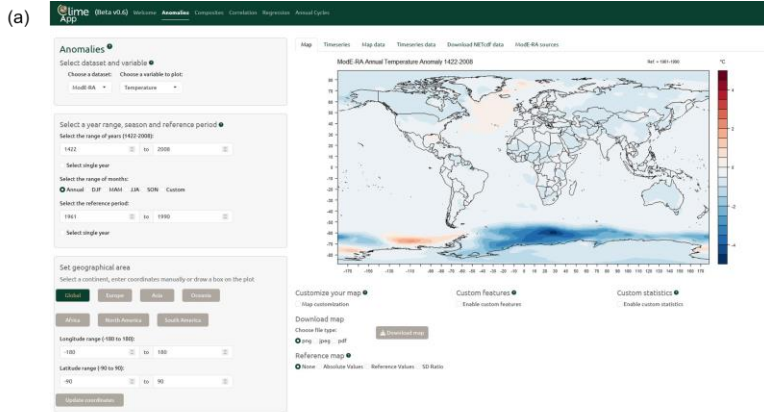 (a)
Clime App (Beta v0.6) Welcome Anomalies Composites Correlation Regression Annual Cycles
Anomalies
Select dataset and variable
Choose a dataset: Choose a variable to plot:
ModE-RA Temperature
Select a year range, season and reference period
Select the range of years (1422-2008):
1422 to 2008
Select single year
Select the range of months:
Annual DJF MAM JJA SON Custom
Select the reference period:
1961 to 1990
Select single year
Set geographical area
Select a continent, enter coordinates manually or draw a box on the plot
Global Europe Asia Oceania
Africa North America South America
Longitude range (-180 to 180):
-180 to 180
Latitude range (-90 to 90):
-90 to 90
Update coordinates
Map Timeseries Map data Timeseries data Download NETcdf data ModE-RA sources
ModE-RA Annual Temperature Anomaly 1422-2008
Ref. = 1961-1990
°C
Customize your map
Map customization
Custom features
Enable custom features
Custom statistics
Enable custom statistics
Download map
Choose file type:
png jpeg pdf
Download map
Reference map
None Absolute Values Reference Values SD Ratio